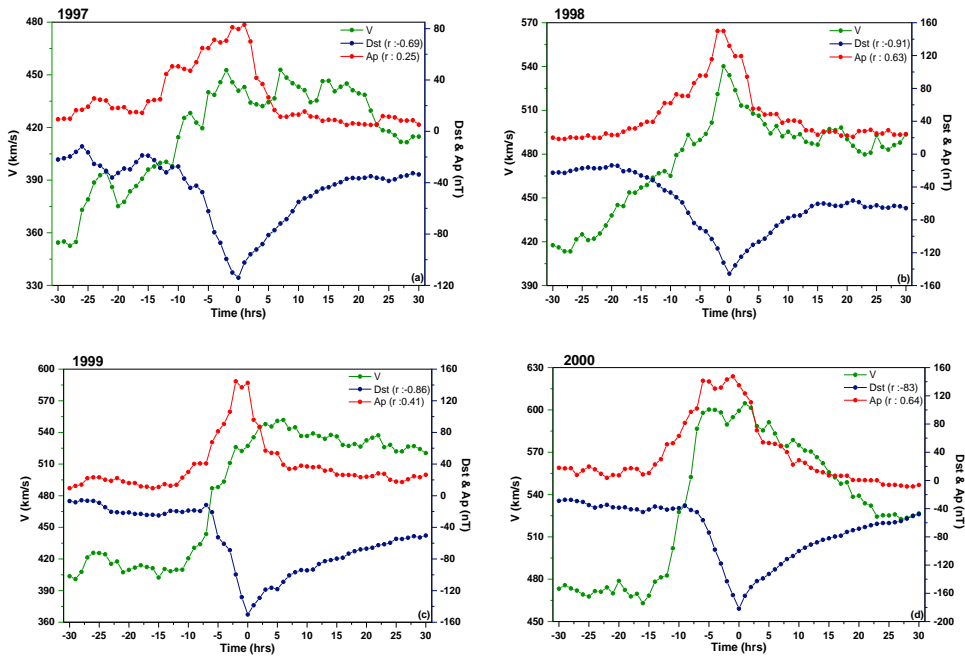 1997
V
Dst (r :-0.69)
Ap (r : 0.25)
480
450
420
390
360
330
V (km/s)
80
40
0
-40
-80
-120
Dst & Ap (nT)
(a)
-30 -25 -20 -15 -10 -5 0 5 10 15 20 25 30
Time (hrs)
1998
V
Dst (r :-0.91)
Ap (r : 0.63)
570
540
510
480
450
420
390
V (km/s)
160
120
80
40
0
-40
-80
-120
-160
Dst & Ap (nT)
(b)
-30 -25 -20 -15 -10 -5 0 5 10 15 20 25 30
Time (hrs)
1999
V
Dst (r :-0.86)
Ap (r : 0.41)
600
570
540
510
480
450
420
390
360
V (km/s)
160
120
80
40
0
-40
-80
-120
-160
Dst & Ap (nT)
(c)
-30 -25 -20 -15 -10 -5 0 5 10 15 20 25 30
Time (hrs)
2000
V
Dst (r :-83)
Ap (r : 0.64)
630
600
570
540
510
480
450
V (km/s)
160
120
80
40
0
-40
-80
-120
-160
-200
Dst & Ap (nT)
(d)
-30 -25 -20 -15 -10 -5 0 5 10 15 20 25 30
Time (hrs)